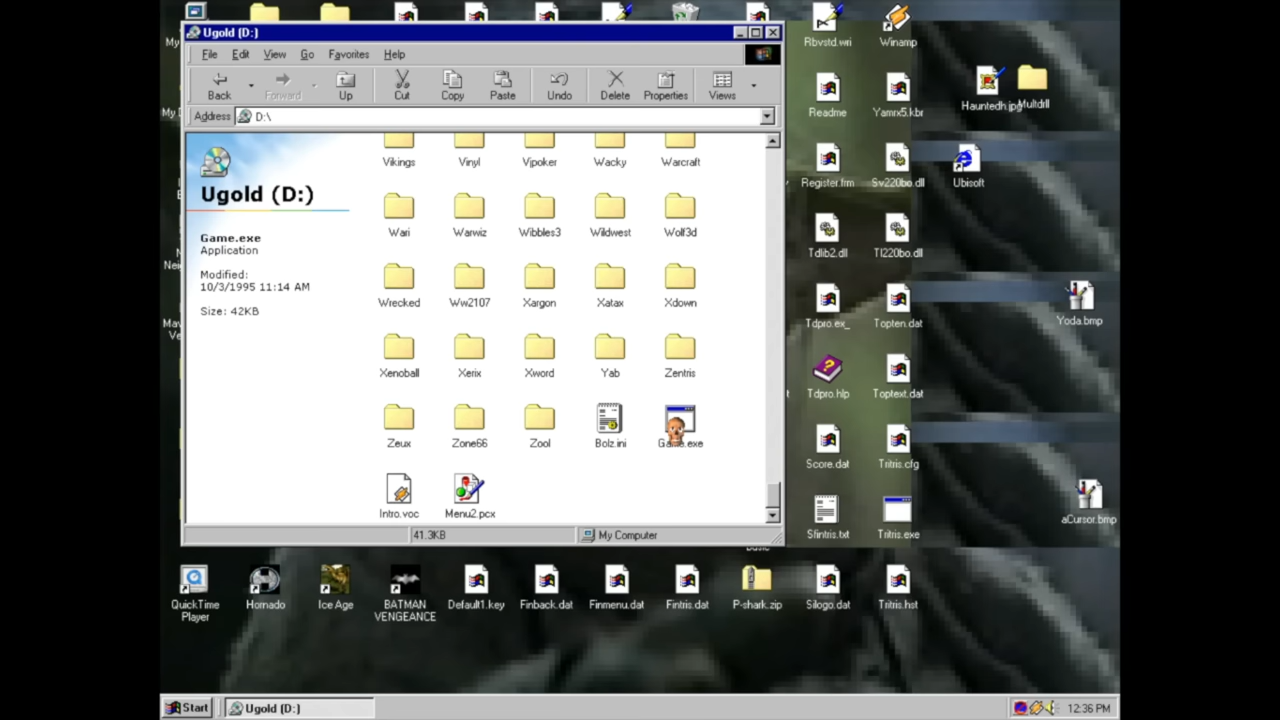 Ugold (D:)
File Edit View Go Favorites Help
Back Forward Up Cut Copy Paste Undo Delete Properties Views
Address D:\
Ugold (D:)
Game.exe
Application
Modified:
10/3/1995 11:14 AM
Size: 42KB
Vikings Vinyl Vjpoker Wacky Warcraft
Wari Warwiz Wibbles3 Wildwest Wolf3d
Wrecked Ww2107 Xargon Xatax Xdown
Xenoball Xerix Xword Yab Zentris
Zeux Zone66 Zool Bolz.ini Game.exe
Intro.voc Menu2.pcx
41.3KB My Computer
Rbvstd.wri Winamp
Readme Yamrx5.kbr
Hauntedh.jpg Multdrll
Register.frm Sv220bo.dll Ubisoft
Tdlib2.dll Tl220bo.dll
Tdpro.ex_ Topten.dat Yoda.bmp
Tdpro.hlp Toptext.dat
Score.dat Tritris.cfg
Sfintris.txt Tritris.exe aCursor.bmp
QuickTime Player Hornado Ice Age BATMAN VENGEANCE Default1.key Finback.dat Finmenu.dat Fintris.dat P-shark.zip Silogo.dat Tritris.hst
Start Ugold (D:) 12:36 PM